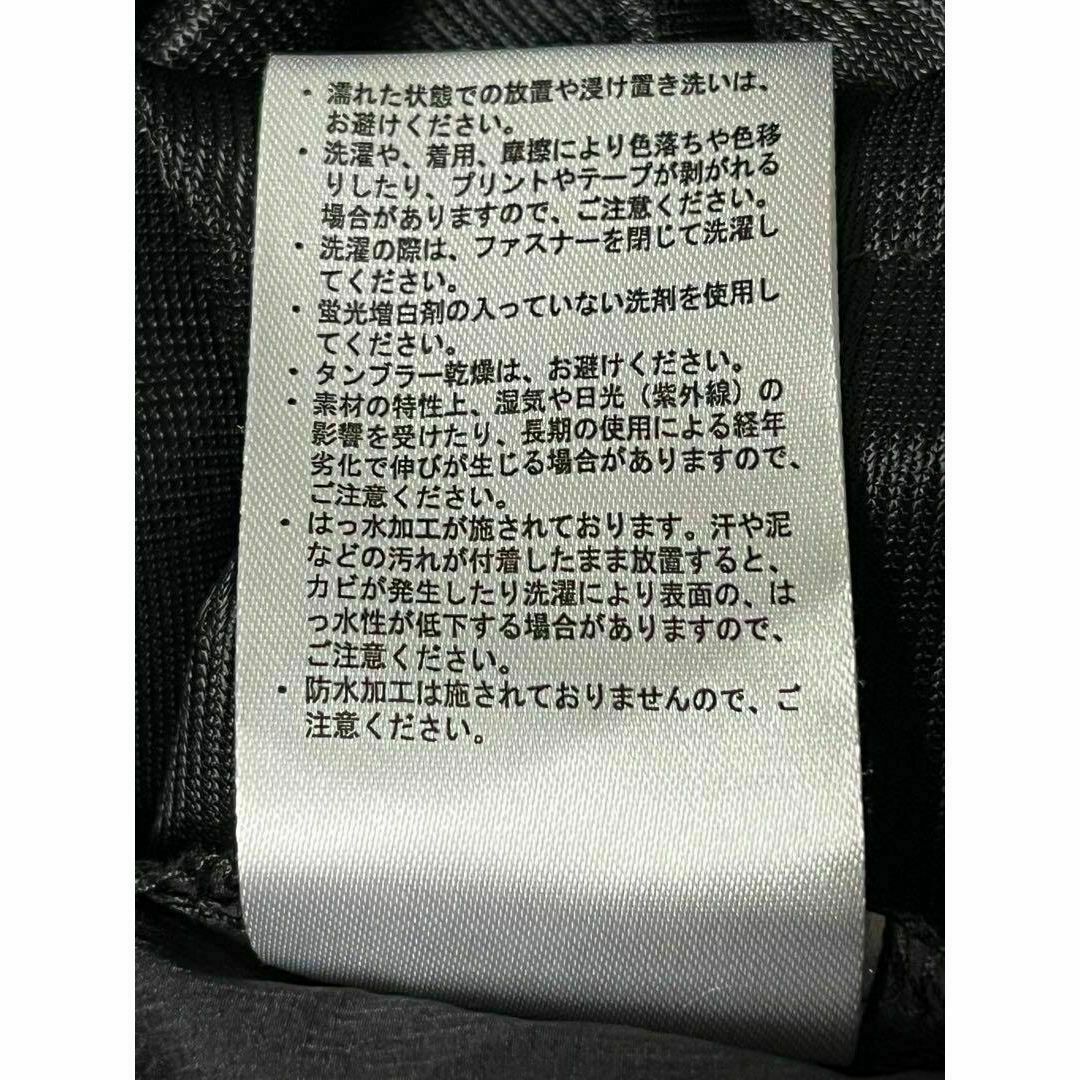 ・濡れた状態での放置や浸け置き洗いは、
お避けください。
・洗濯や、着用、摩擦により色落ちや色移
りしたり、プリントやテープが剥がれる
場合がありますので、ご注意ください。
・洗濯の際は、ファスナーを閉じて洗濯し
てください。
・蛍光増白剤の入っていない洗剤を使用し
てください。
・タンブラー乾燥は、お避けください。
・素材の特性上、湿気や日光（紫外線）の
影響を受けたり、長期の使用による経年
劣化で伸びが生じる場合がありますので、
ご注意ください。
・はっ水加工が施されております。汗や泥
などの汚れが付着したまま放置すると、
カビが発生したり洗濯により表面の、は
っ水性が低下する場合がありますので、
ご注意ください。
・防水加工は施されておりませんので、ご
注意ください。